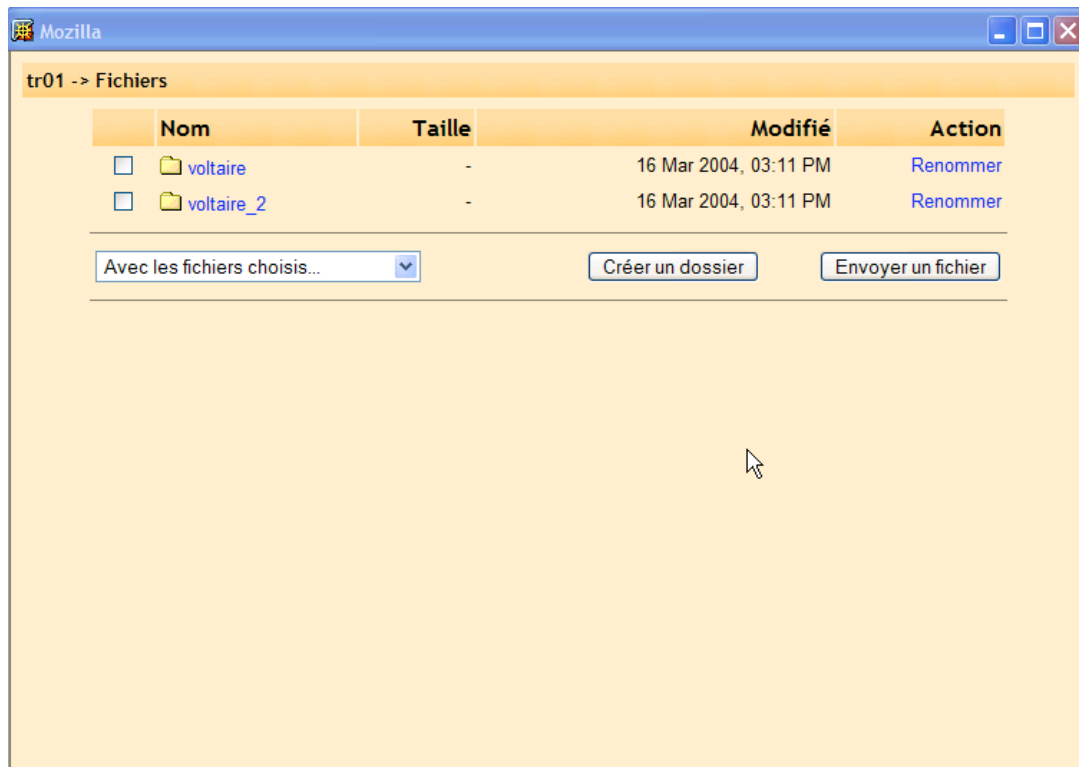 Mozilla
tr01 -> Fichiers
Nom Taille Modifié Action
voltaire - 16 Mar 2004, 03:11 PM Renommer
voltaire_2 - 16 Mar 2004, 03:11 PM Renommer
Avec les fichiers choisis... Créer un dossier Envoyer un fichier